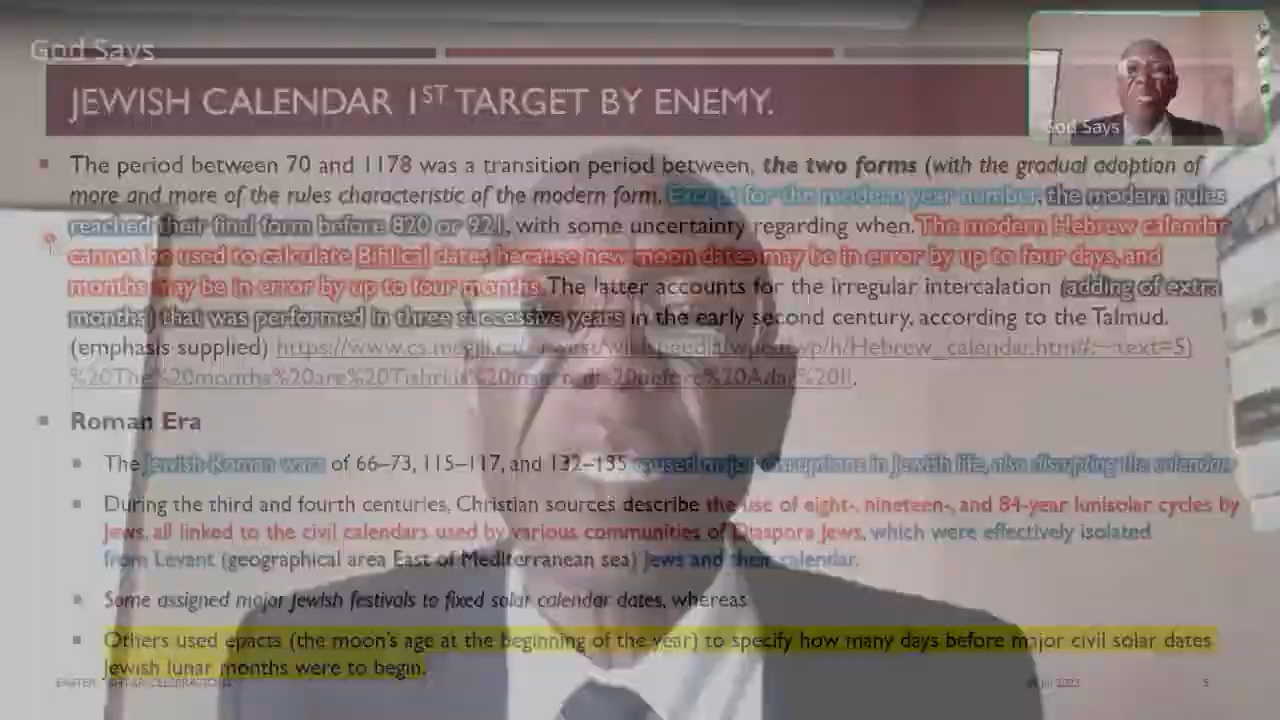 God Says
JEWISH CALENDAR 1ST TARGET BY ENEMY.
God Says
▪ The period between 70 and 1178 was a transition period between, the two forms (with the gradual adoption of
more and more of the rules characteristic of the modern form. Except for the modern year number, the modern rules
reached their final form before 820 or 921, with some uncertainty regarding when. The modern Hebrew calendar
cannot be used to calculate Biblical dates because new moon dates may be in error by up to four days, and
months may be in error by up to four months. The latter accounts for the irregular intercalation (adding of extra
months) that was performed in three successive years in the early second century, according to the Talmud.
(emphasis supplied) https://www.cs.mcgill.ca/
%20The%20months%20are%20Tishri
▪ Roman Era
▪ The Jewish-Roman wars of 66–73, 115–117, and 132–135 caused major disruptions in Jewish life, also disrupting the calendar.
▪ During the third and fourth centuries, Christian sources describe the use of eight-, nineteen-, and 84-year lunisolar cycles by
Jews, all linked to the civil calendars used by various communities of Diaspora Jews, which were effectively isolated
from Levant (geographical area East of Mediterranean sea) Jews and their calendar.
▪ Some assigned major Jewish festivals to fixed solar calendar dates, whereas
▪ Others used epacts (the moon's age at the beginning of the year) to specify how many days before major civil solar dates
Jewish lunar months were to begin.
5